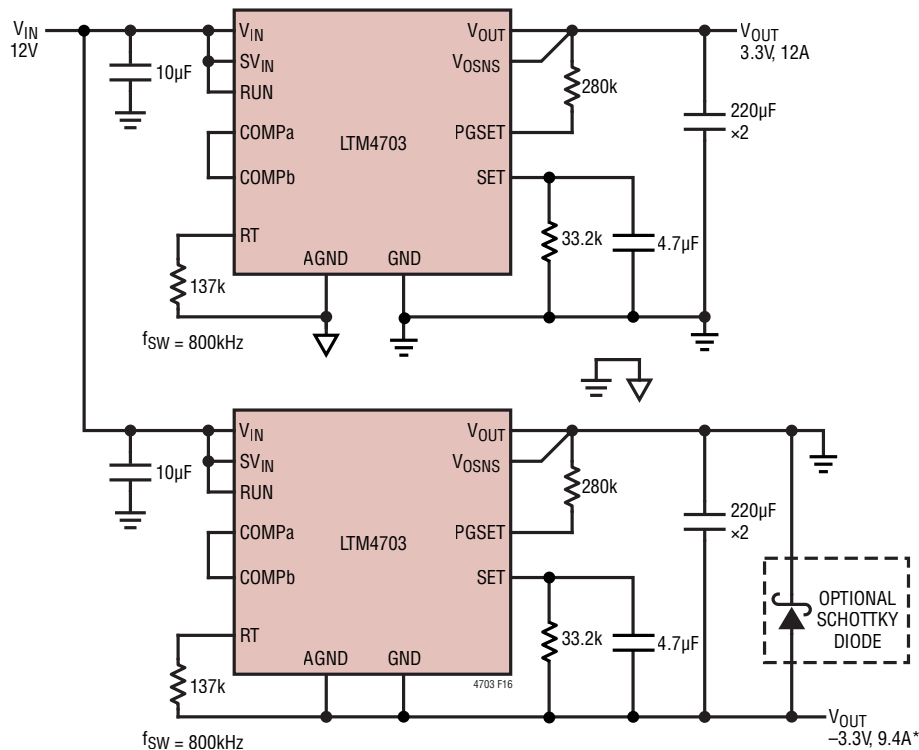 VIN
12V
10µF
VIN
SVIN
RUN
COMPa
COMPb
RT
LTM4703
AGND
GND
VOUT
VOSNS
PGSET
SET
280k
33.2k
4.7µF
220µF
×2
VOUT
3.3V, 12A
137k
fSW = 800kHz
10µF
VIN
SVIN
RUN
COMPa
COMPb
RT
LTM4703
AGND
GND
VOUT
VOSNS
PGSET
SET
280k
33.2k
4.7µF
220µF
×2
OPTIONAL
SCHOTTKY
DIODE
4703 F16
137k
fSW = 800kHz
VOUT
–3.3V, 9.4A*